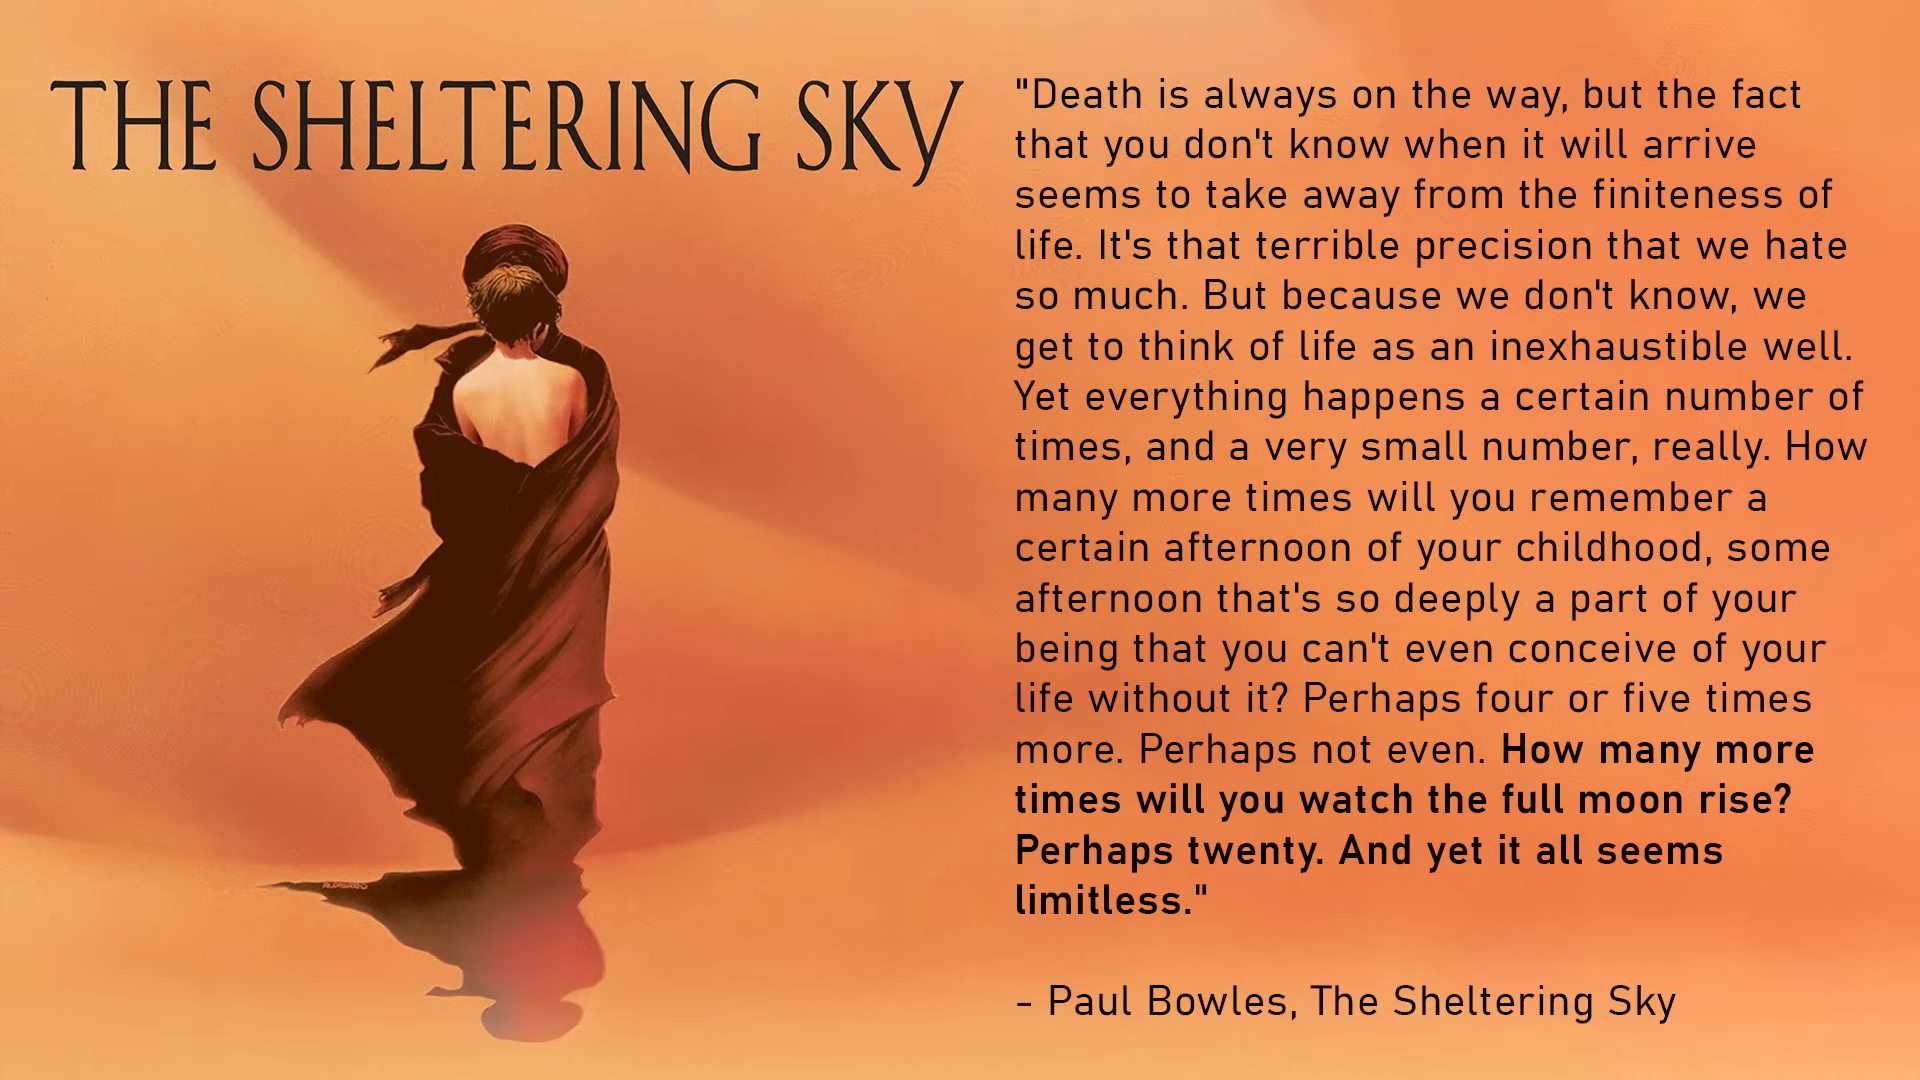 THE SHELTERING SKY
"Death is always on the way, but the fact
that you don't know when it will arrive
seems to take away from the finiteness of
life. It's that terrible precision that we hate
so much. But because we don't know, we
get to think of life as an inexhaustible well.
Yet everything happens a certain number of
times, and a very small number, really. How
many more times will you remember a
certain afternoon of your childhood, some
afternoon that's so deeply a part of your
being that you can't even conceive of your
life without it? Perhaps four or five times
more. Perhaps not even. How many more
times will you watch the full moon rise?
Perhaps twenty. And yet it all seems
limitless."
- Paul Bowles, The Sheltering Sky